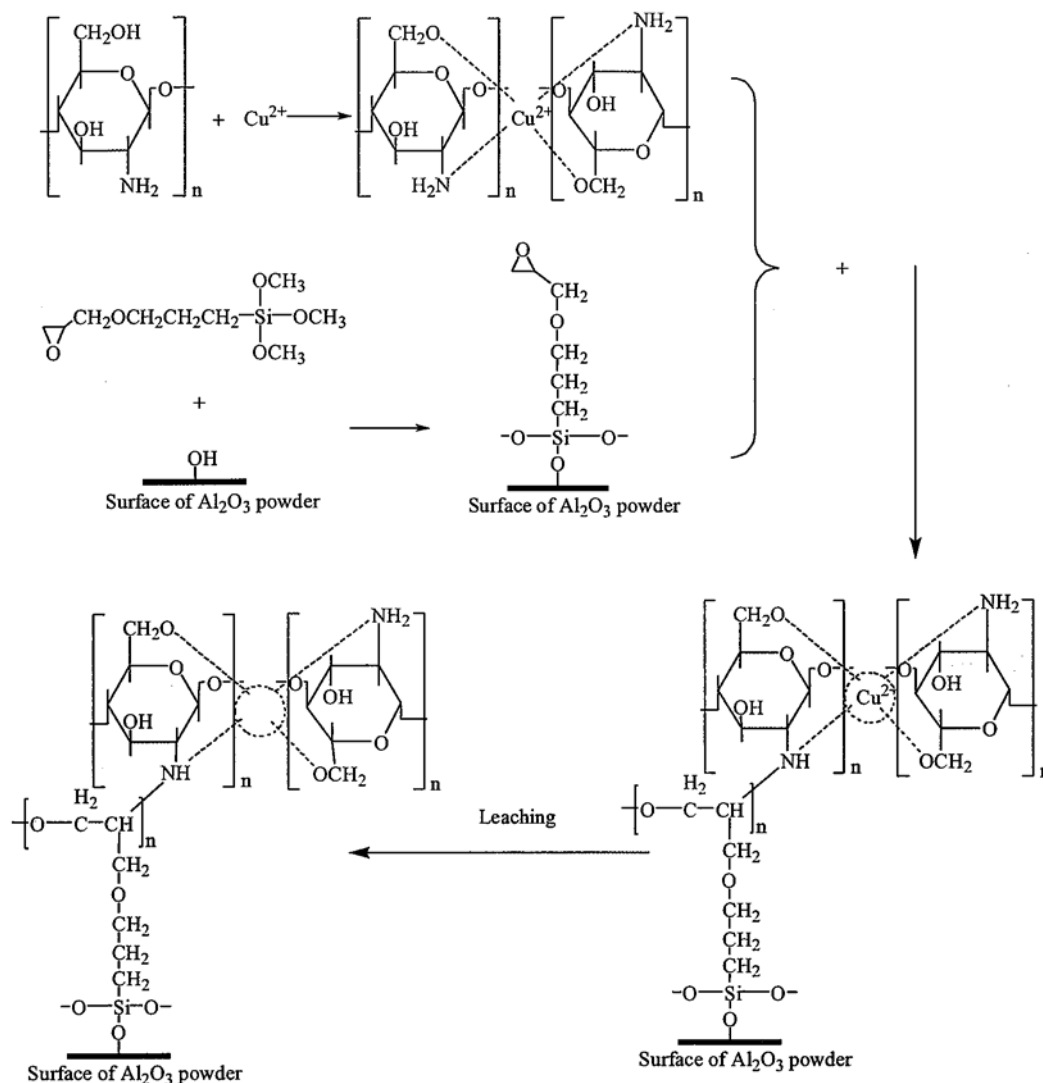 CH₂OH
O
O
OH
NH₂
n
+ Cu²⁺
CH₂O
O
O
OH
H₂N
n
Cu²⁺
NH₂
O
OH
O
OCH₂
n
+
O
CH₂OCH₂CH₂CH₂—Si—OCH₃
OCH₃
OCH₃
+
OH
Surface of Al₂O₃ powder
O
CH₂
O
CH₂
CH₂
CH₂
–O—Si—O–
O
Surface of Al₂O₃ powder
CH₂O
O
O
OH
NH
n
NH₂
O
OH
O
OCH₂
n
H₂
O—C—CH
n
CH₂
O
CH₂
CH₂
CH₂
–O—Si—O–
O
Surface of Al₂O₃ powder
Leaching
CH₂O
O
O
OH
NH
n
Cu²⁺
NH₂
O
OH
O
OCH₂
n
H₂
O—C—CH
n
CH₂
O
CH₂
CH₂
CH₂
–O—Si—O–
O
Surface of Al₂O₃ powder